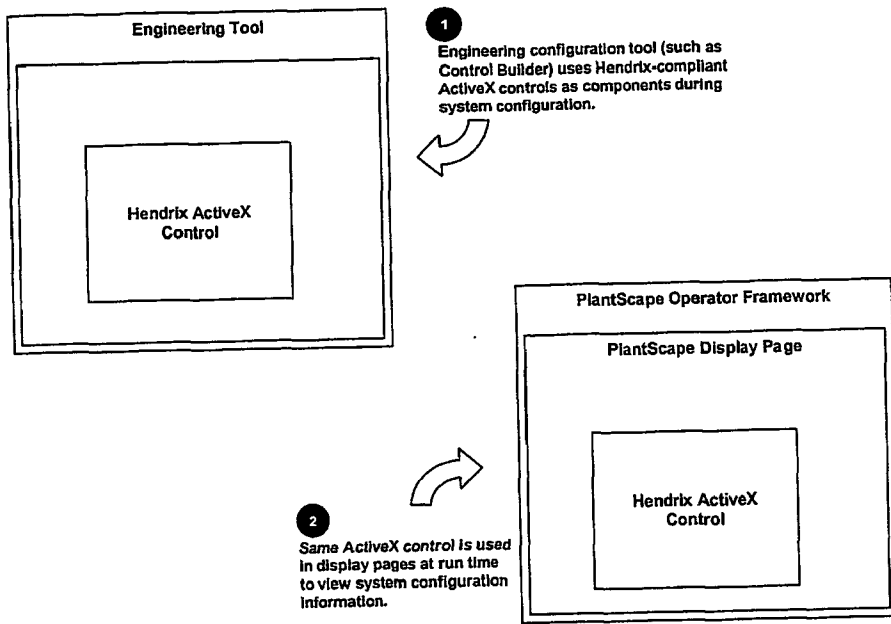 Engineering Tool
Hendrix ActiveX
Control
1
Engineering configuration tool (such as
Control Builder) uses Hendrix-compliant
ActiveX controls as components during
system configuration.
PlantScape Operator Framework
PlantScape Display Page
Hendrix ActiveX
Control
2
Same ActiveX control is used
in display pages at run time
to view system configuration
information.